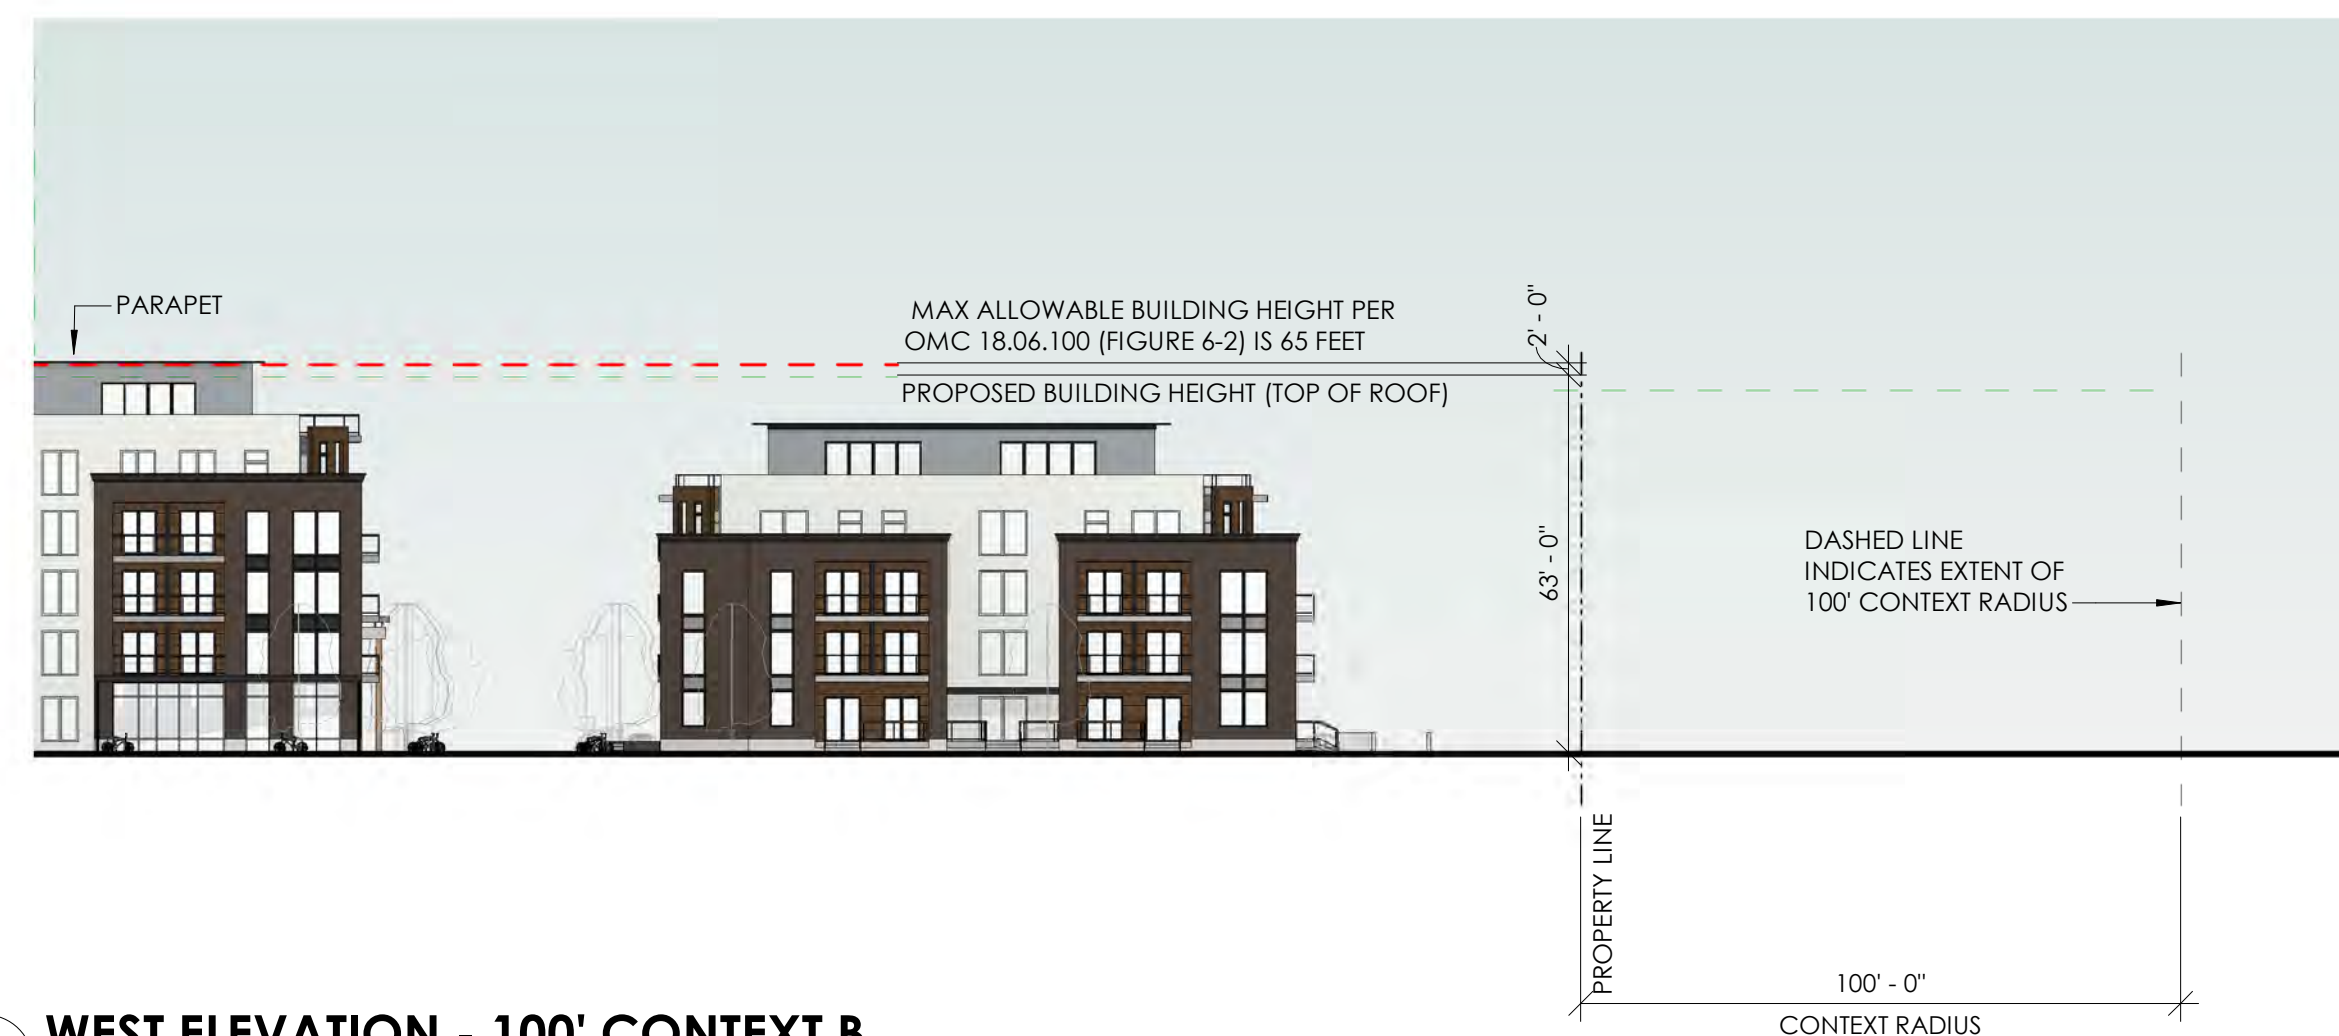 PARAPET
MAX ALLOWABLE BUILDING HEIGHT PER
OMC 18.06.100 (FIGURE 6-2) IS 65 FEET
2' - 0"
PROPOSED BUILDING HEIGHT (TOP OF ROOF)
63' - 0"
DASHED LINE
INDICATES EXTENT OF
100' CONTEXT RADIUS
PROPERTY LINE
100' - 0"
CONTEXT RADIUS
WEST ELEVATION - 100' CONTEXT B